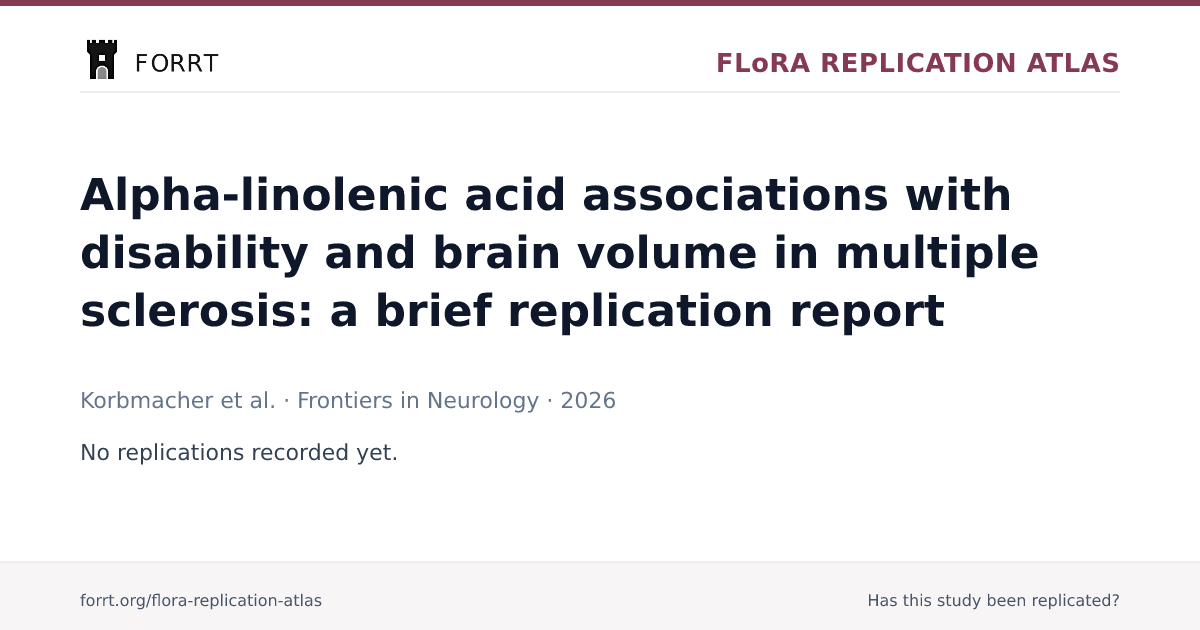 FORRT
FLoRA REPLICATION ATLAS
Alpha-linolenic acid associations with
disability and brain volume in multiple
sclerosis: a brief replication report
Korbmacher et al. · Frontiers in Neurology · 2026
No replications recorded yet.
forrt.org/flora-replication-atlas
Has this study been replicated?